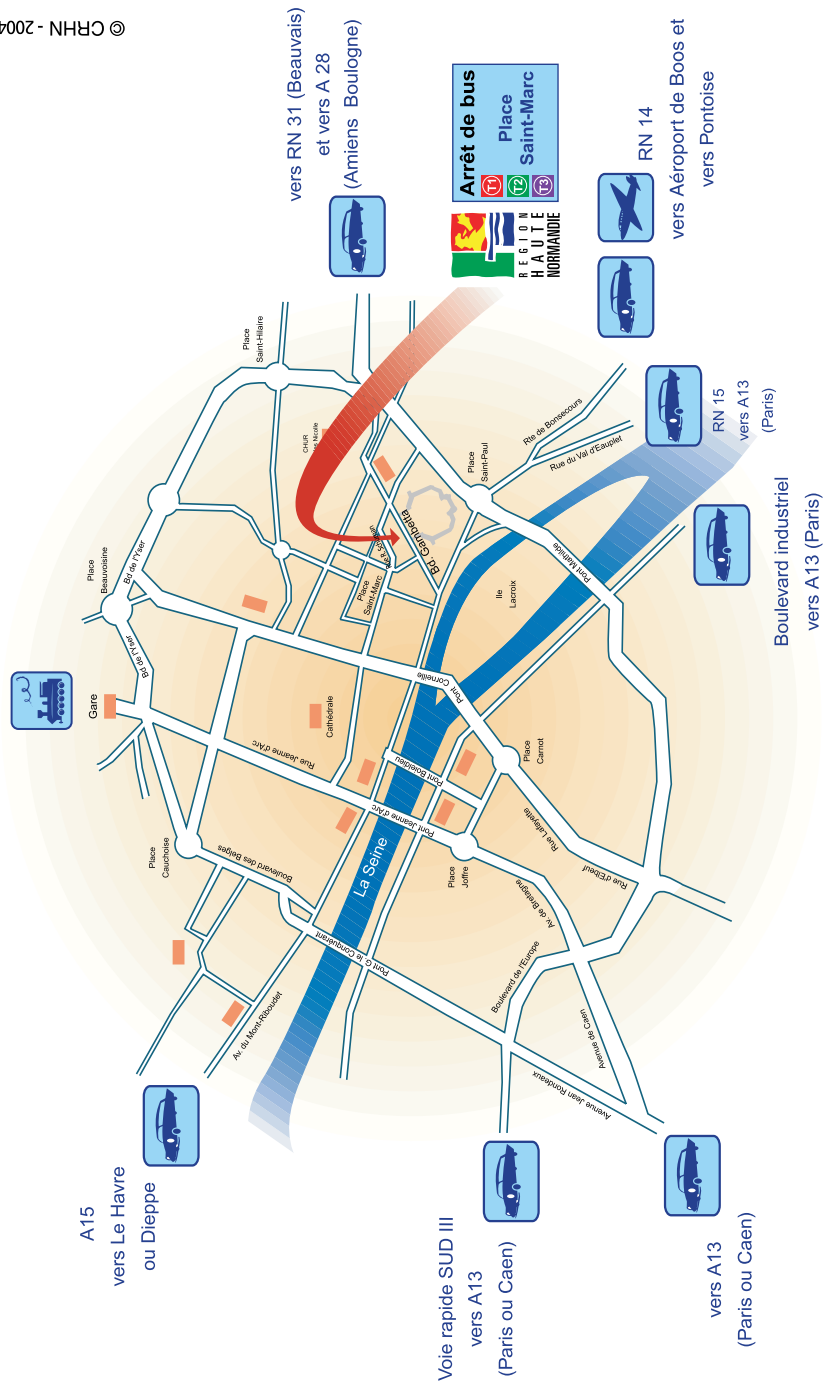 © CRHN - 2004
vers RN 31 (Beauvais)
et vers A 28
(Amiens Boulogne)
Arrêt de bus
T1
T2
T3
Place
Saint-Marc
REGION
HAUTE
NORMANDIE
RN 14
vers Aéroport de Boos et
vers Pontoise
RN 15
vers A13
(Paris)
Boulevard industriel
vers A13 (Paris)
Place
Saint-Hilaire
CHUR
Nicolle
Place
Beauvoisine
Bd de l'Yser
Bd de l'Yser
Gare
Place
Saint-Marc
Bd. Gambetta
Place
Saint-Paul
Rte de Bonsecours
Rue du Val d'Eauplet
Pont Mathilde
Ile
Lacroix
Pont Corneille
Cathédrale
Rue Jeanne d'Arc
Pont Boieldieu
Pont Jeanne d'Arc
Place
Carnot
Place
Cauchoise
Boulevard des Belges
La Seine
Place
Joffre
Rue Lafayette
Rue d'Elbeuf
Av. de Bretagne
Pont G. le Conquérant
Boulevard de l'Europe
Av. du Mont-Riboudet
Avenue de Caen
Avenue Jean Rondeaux
A15
vers Le Havre
ou Dieppe
Voie rapide SUD III
vers A13
(Paris ou Caen)
vers A13
(Paris ou Caen)